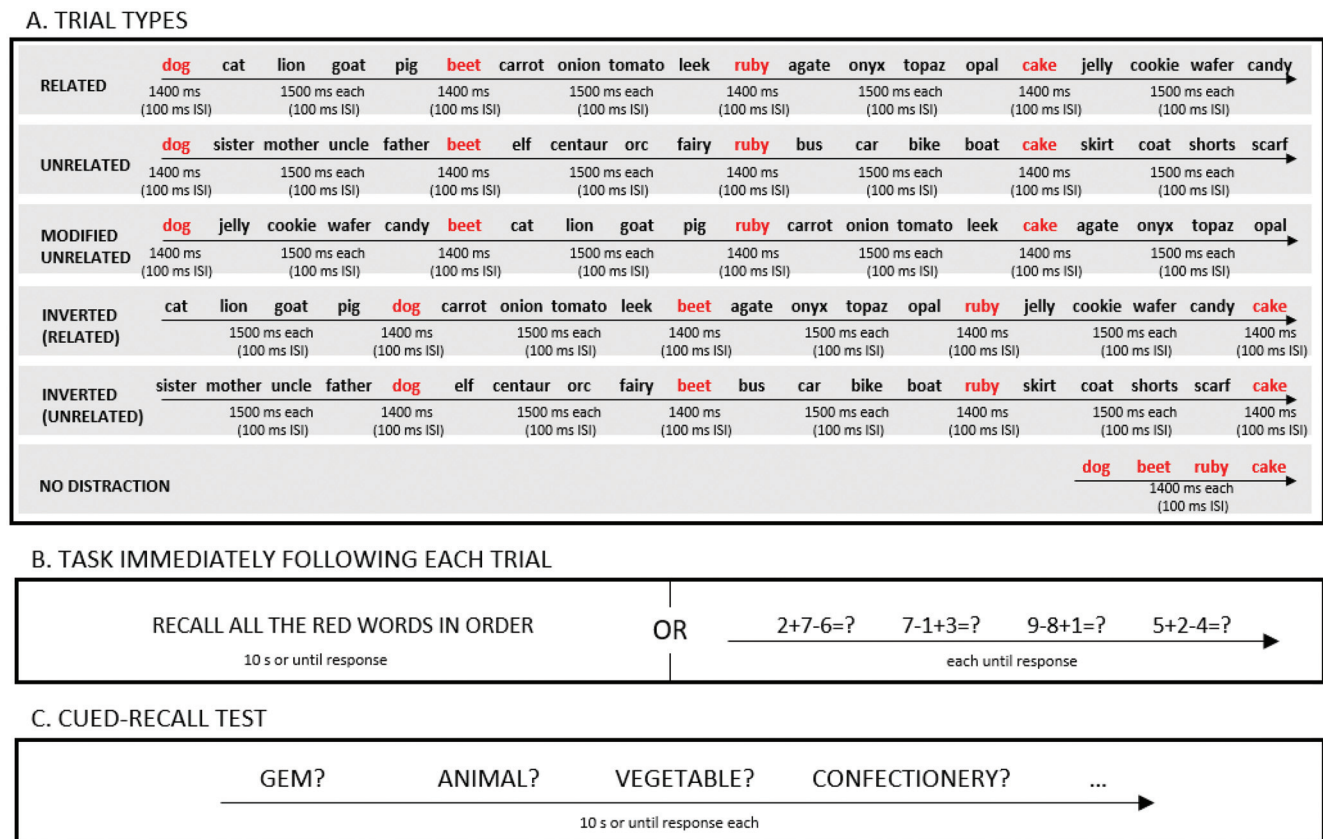 A. TRIAL TYPES
RELATED
dog cat lion goat pig beet carrot onion tomato leek ruby agate onyx topaz opal cake jelly cookie wafer candy
1400 ms 1500 ms each 1400 ms 1500 ms each 1400 ms 1500 ms each 1400 ms 1500 ms each
(100 ms ISI) (100 ms ISI) (100 ms ISI) (100 ms ISI) (100 ms ISI) (100 ms ISI) (100 ms ISI) (100 ms ISI)
UNRELATED
dog sister mother uncle father beet elf centaur orc fairy ruby bus car bike boat cake skirt coat shorts scarf
1400 ms 1500 ms each 1400 ms 1500 ms each 1400 ms 1500 ms each 1400 ms 1500 ms each
(100 ms ISI) (100 ms ISI) (100 ms ISI) (100 ms ISI) (100 ms ISI) (100 ms ISI) (100 ms ISI) (100 ms ISI)
MODIFIED
UNRELATED
dog jelly cookie wafer candy beet cat lion goat pig ruby carrot onion tomato leek cake agate onyx topaz opal
1400 ms 1500 ms each 1400 ms 1500 ms each 1400 ms 1500 ms each 1400 ms 1500 ms each
(100 ms ISI) (100 ms ISI) (100 ms ISI) (100 ms ISI) (100 ms ISI) (100 ms ISI) (100 ms ISI) (100 ms ISI)
INVERTED
(RELATED)
cat lion goat pig dog carrot onion tomato leek beet agate onyx topaz opal ruby jelly cookie wafer candy cake
1500 ms each 1400 ms 1500 ms each 1400 ms 1500 ms each 1400 ms 1500 ms each 1400 ms
(100 ms ISI) (100 ms ISI) (100 ms ISI) (100 ms ISI) (100 ms ISI) (100 ms ISI) (100 ms ISI) (100 ms ISI)
INVERTED
(UNRELATED)
sister mother uncle father dog elf centaur orc fairy beet bus car bike boat ruby skirt coat shorts scarf cake
1500 ms each 1400 ms 1500 ms each 1400 ms 1500 ms each 1400 ms 1500 ms each 1400 ms
(100 ms ISI) (100 ms ISI) (100 ms ISI) (100 ms ISI) (100 ms ISI) (100 ms ISI) (100 ms ISI) (100 ms ISI)
NO DISTRACTION
dog beet ruby cake
1400 ms each
(100 ms ISI)
B. TASK IMMEDIATELY FOLLOWING EACH TRIAL
RECALL ALL THE RED WORDS IN ORDER
10 s or until response
OR
2+7-6=? 7-1+3=? 9-8+1=? 5+2-4=?
each until response
C. CUED-RECALL TEST
GEM? ANIMAL? VEGETABLE? CONFECTIONERY? ...
10 s or until response each